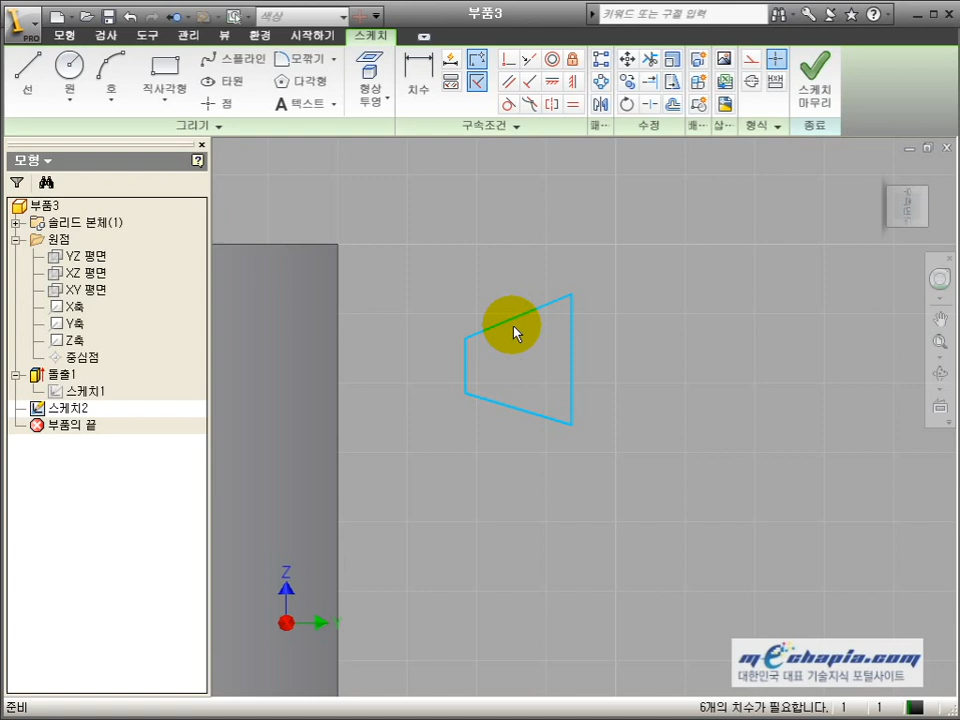 부품3
키워드 또는 구절 입력
색상
PRO
모형 검사 도구 관리 뷰 환경 시작하기 스케치
선 원 호 직사각형
스플라인 모깎기
타원 다각형
점 텍스트
형상 투영
치수
스케치 마무리
그리기 구속조건 패… 수정 배… 삽… 형식 종료
모형
부품3
솔리드 본체(1)
원점
YZ 평면
XZ 평면
XY 평면
X축
Y축
Z축
중심점
돌출1
스케치1
스케치2
부품의 끝
Z
mechapia.com
대한민국 대표 기술지식 포털사이트
준비
6개의 치수가 필요합니다. 1 1